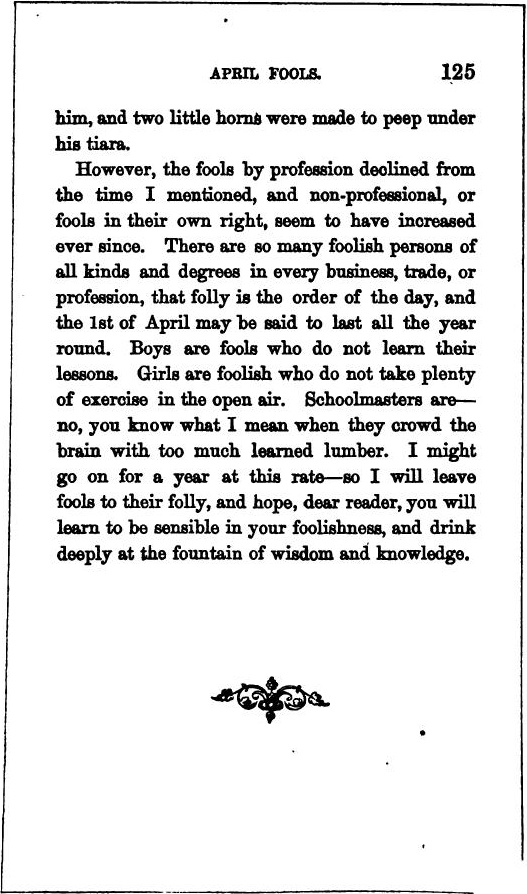 APRIL FOOLS. 125
him, and two little horns were made to peep under
his tiara.
However, the fools by profession declined from
the time I mentioned, and non-professional, or
fools in their own right, seem to have increased
ever since. There are so many foolish persons of
all kinds and degrees in every business, trade, or
profession, that folly is the order of the day, and
the 1st of April may be said to last all the year
round. Boys are fools who do not learn their
lessons. Girls are foolish who do not take plenty
of exercise in the open air. Schoolmasters are—
no, you know what I mean when they crowd the
brain with too much learned lumber. I might
go on for a year at this rate—so I will leave
fools to their folly, and hope, dear reader, you will
learn to be sensible in your foolishness, and drink
deeply at the fountain of wisdom and knowledge.